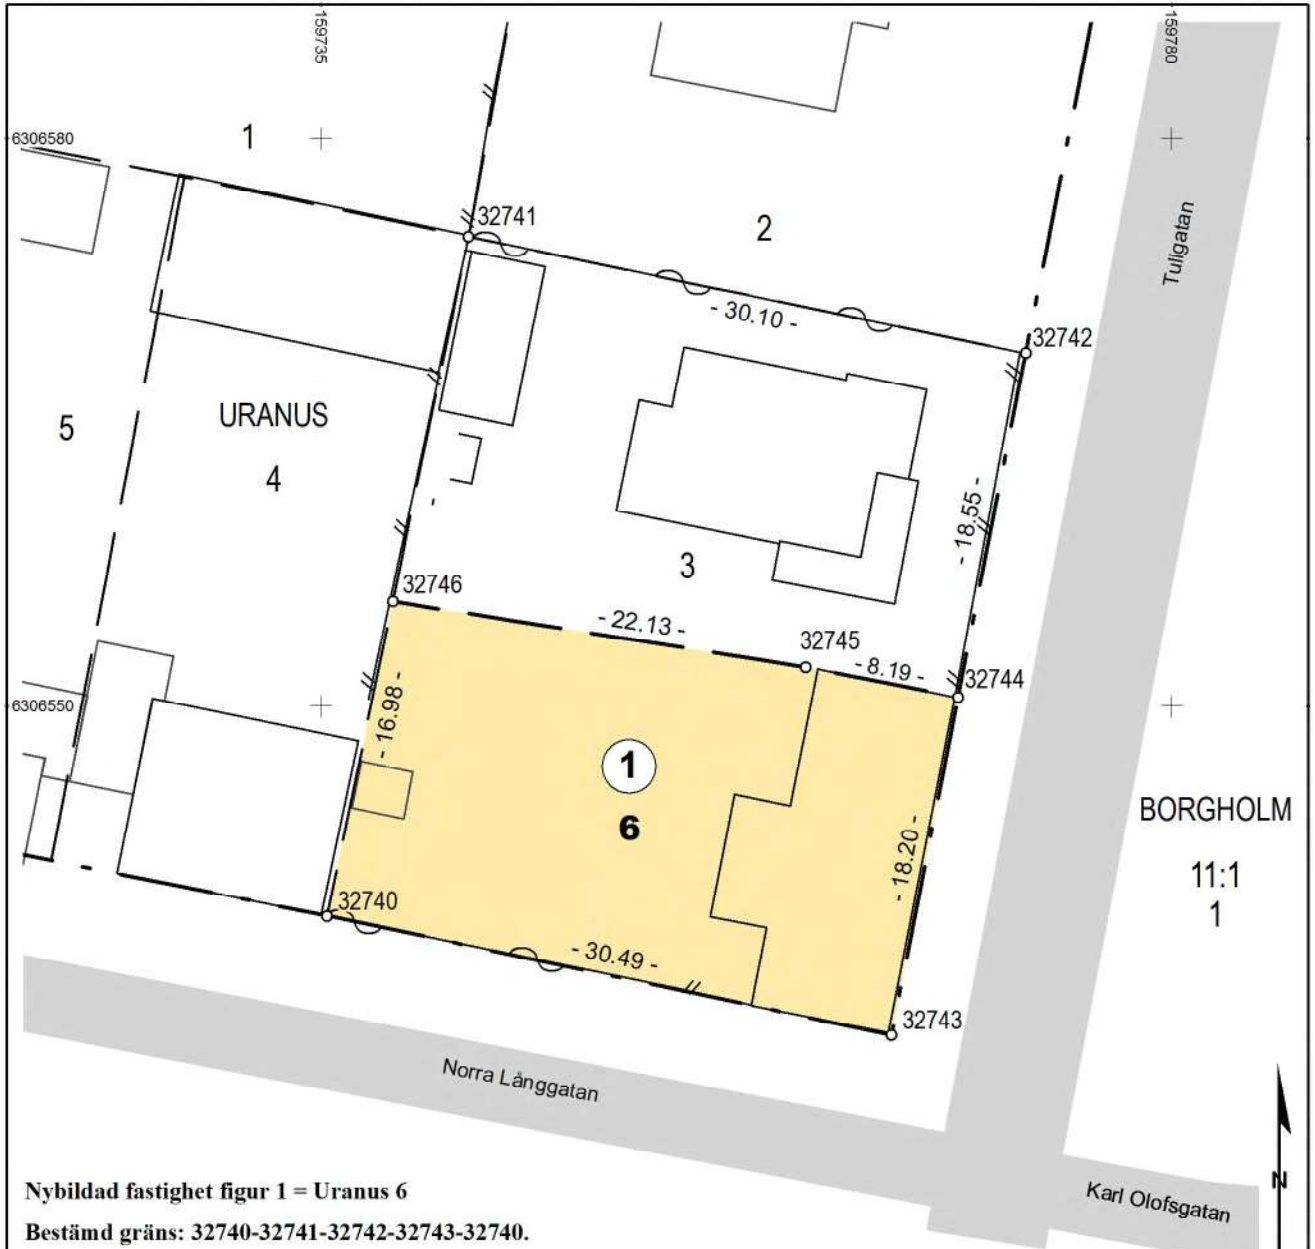 159735
159780
6306580
1
32741
2
Tullgatan
- 30.10 -
32742
URANUS
5
4
- 18.55 -
3
32746
- 22.13 -
32745
- 8.19 -
32744
6306550
- 16.98 -
1
6
BORGHOLM
11:1
1
- 18.20 -
32740
- 30.49 -
32743
Norra Långgatan
N
Karl Olofsgatan
Nybildad fastighet figur 1 = Uranus 6
Bestämd gräns: 32740-32741-32742-32743-32740.